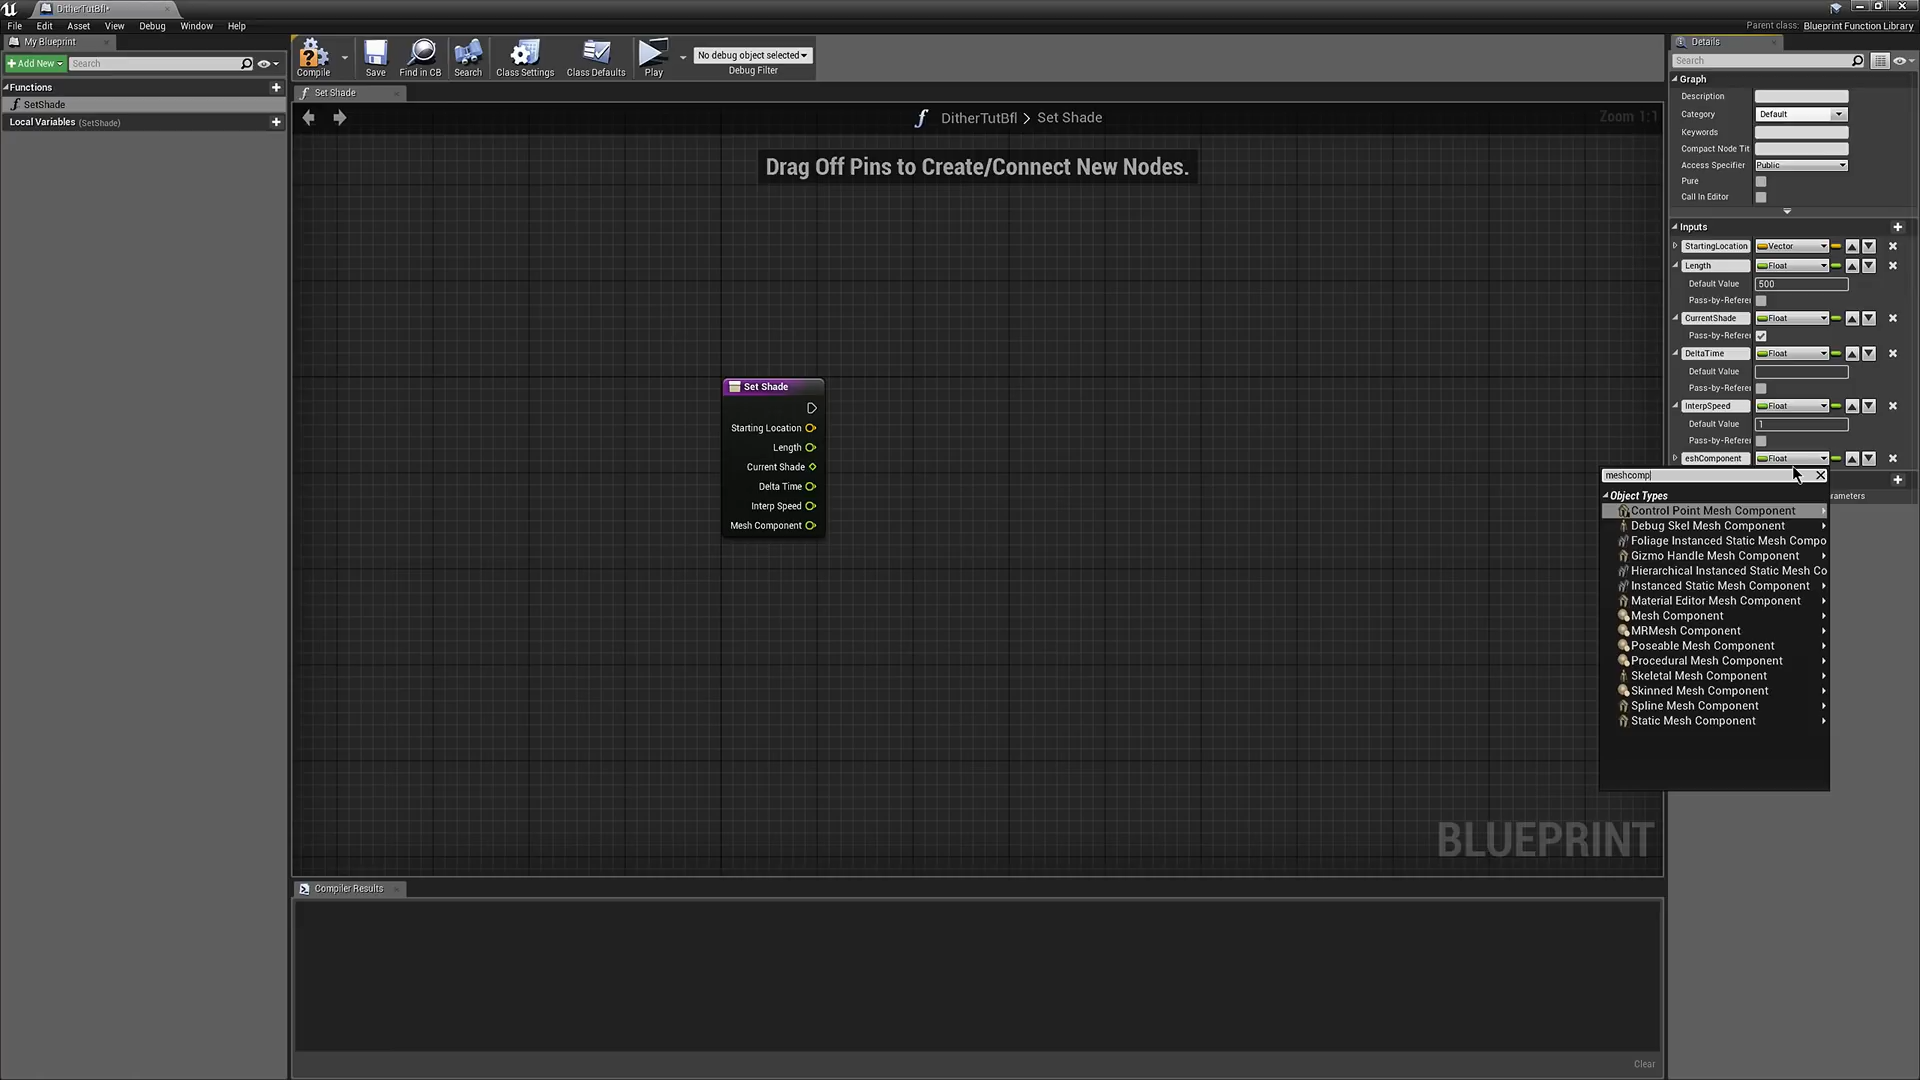 DitherTutBfl*
File Edit Asset View Debug Window Help
Parent class: Blueprint Function Library
My Blueprint
Add New
Search
Functions
SetShade
Local Variables (SetShade)
Compile
Save
Find in CB
Search
Class Settings
Class Defaults
Play
No debug object selected
Debug Filter
Set Shade
DitherTutBfl > Set Shade
Zoom 1:1
Drag Off Pins to Create/Connect New Nodes.
Set Shade
Starting Location
Length
Current Shade
Delta Time
Interp Speed
Mesh Component
BLUEPRINT
Compiler Results
Clear
Details
Search
Graph
Description
Category Default
Keywords
Compact Node Tit
Access Specifier Public
Pure
Call In Editor
Inputs
StartingLocation Vector
Length Float
Default Value 500
Pass-by-Referen
CurrentShade Float
Pass-by-Referen
DeltaTime Float
Default Value
Pass-by-Referen
InterpSpeed Float
Default Value 1
Pass-by-Referen
eshComponent Float
meshcomp
rameters
Object Types
Control Point Mesh Component
Debug Skel Mesh Component
Foliage Instanced Static Mesh Compo
Gizmo Handle Mesh Component
Hierarchical Instanced Static Mesh Co
Instanced Static Mesh Component
Material Editor Mesh Component
Mesh Component
MRMesh Component
Poseable Mesh Component
Procedural Mesh Component
Skeletal Mesh Component
Skinned Mesh Component
Spline Mesh Component
Static Mesh Component